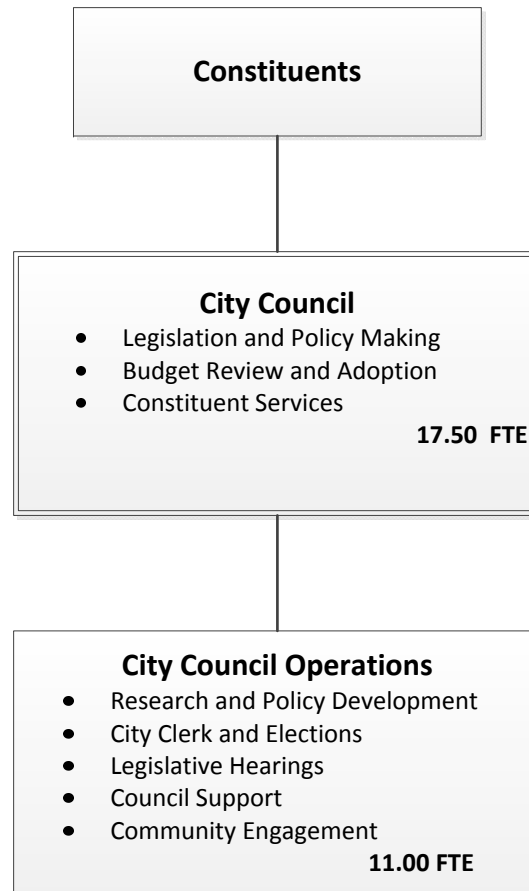 Constituents
City Council
• Legislation and Policy Making
• Budget Review and Adoption
• Constituent Services
17.50 FTE
City Council Operations
• Research and Policy Development
• City Clerk and Elections
• Legislative Hearings
• Council Support
• Community Engagement
11.00 FTE